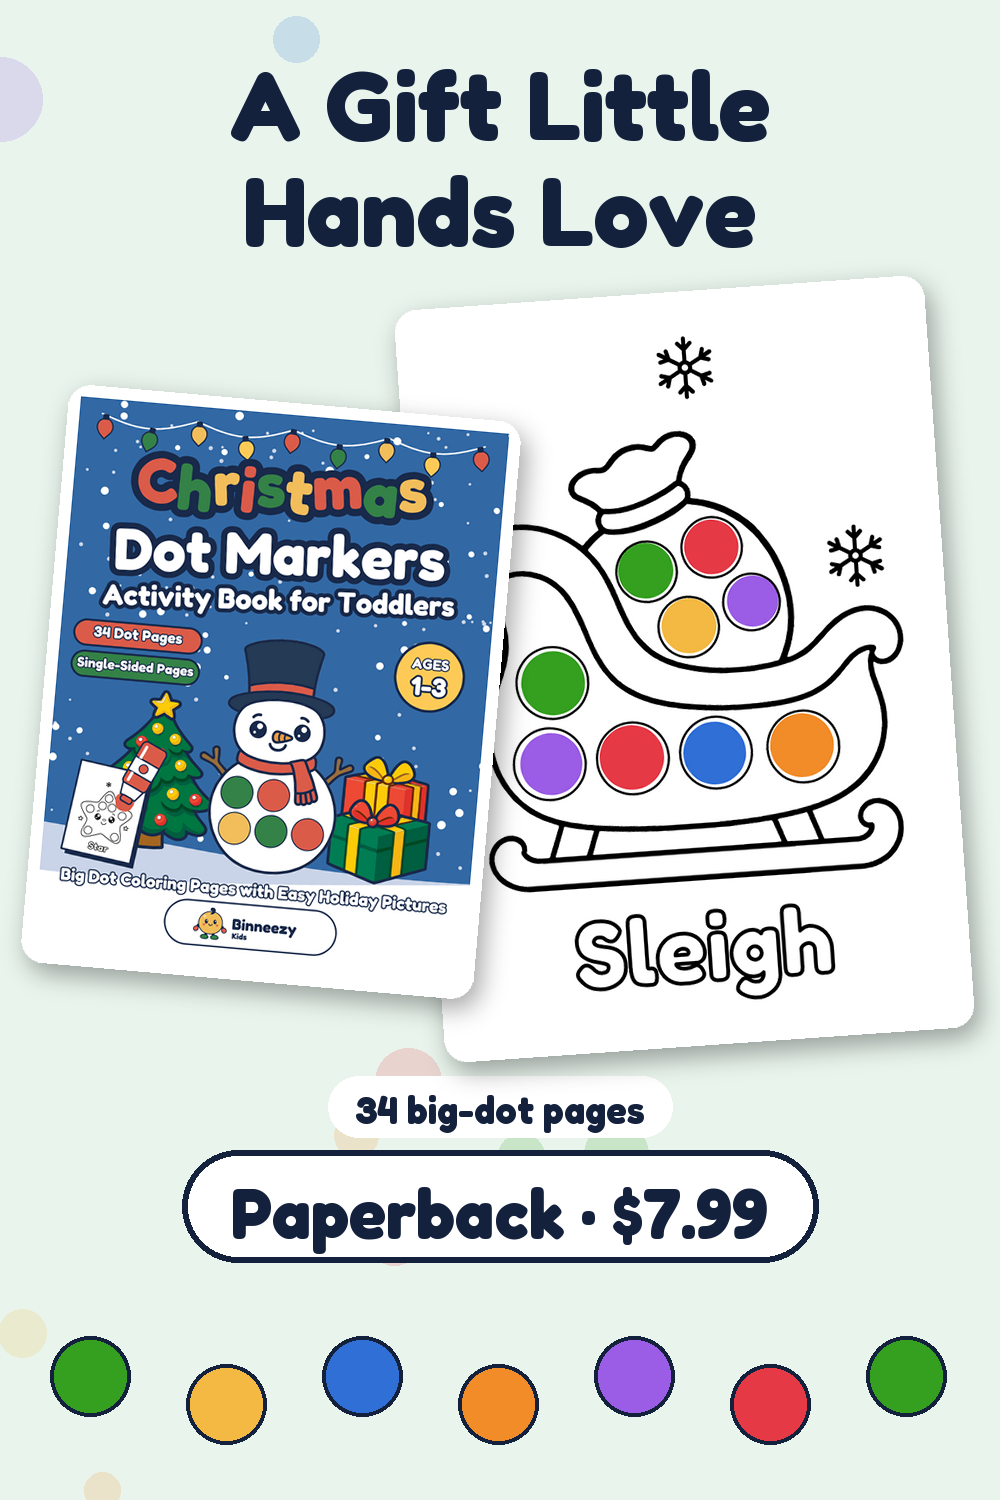 A Gift Little
Hands Love
Christmas
Dot Markers
Activity Book for Toddlers
34 Dot Pages
Single-Sided Pages
AGES
1-3
Star
Big Dot Coloring Pages with Easy Holiday Pictures
Binneezy
Kids
Sleigh
34 big-dot pages
Paperback · $7.99